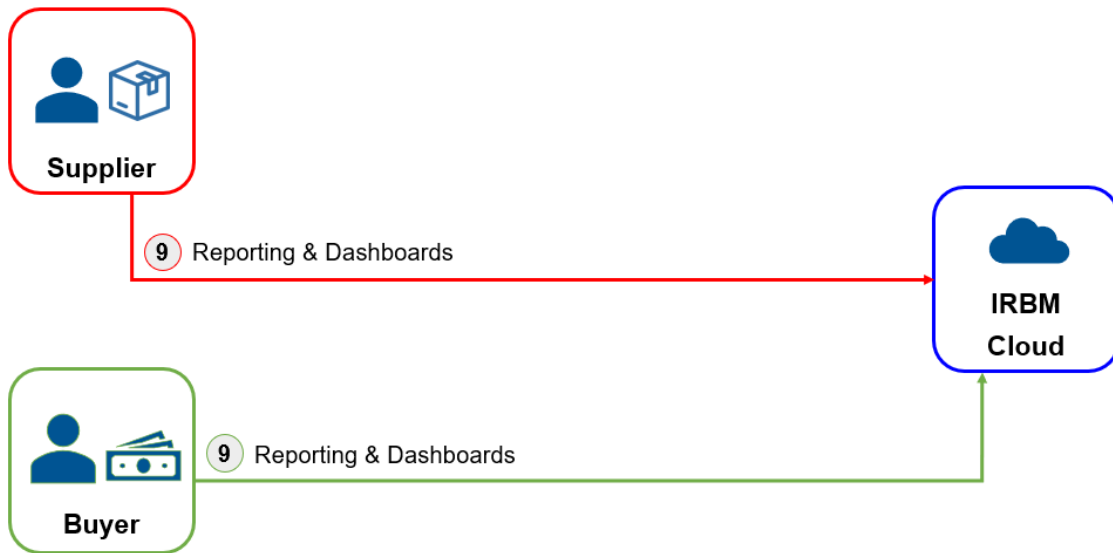 Supplier
9 Reporting & Dashboards
IRBM
Cloud
9 Reporting & Dashboards
Buyer